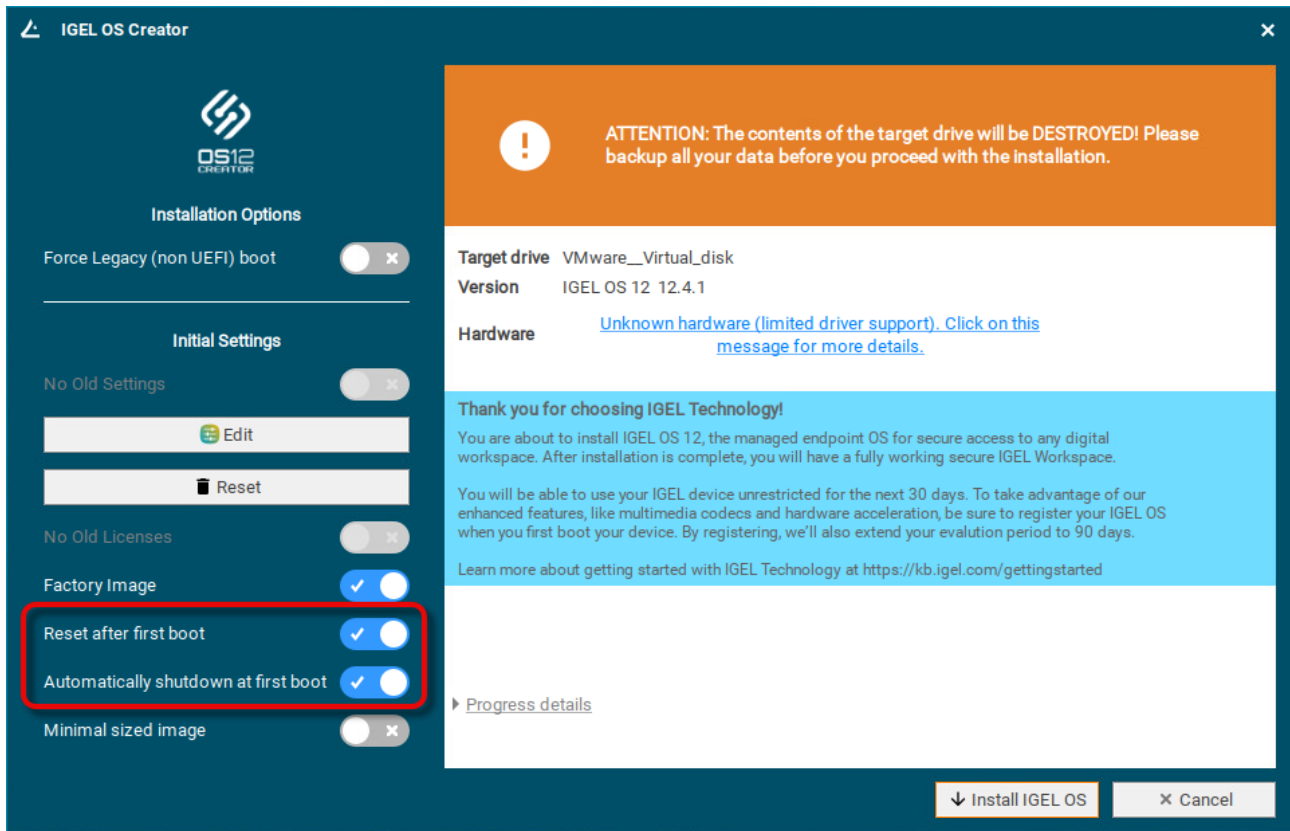 IGEL OS Creator
OS12
CREATOR
Installation Options
Force Legacy (non UEFI) boot
Initial Settings
No Old Settings
Edit
Reset
No Old Licenses
Factory Image
Reset after first boot
Automatically shutdown at first boot
Minimal sized image
ATTENTION: The contents of the target drive will be DESTROYED! Please
backup all your data before you proceed with the installation.
Target drive VMware__Virtual_disk
Version IGEL OS 12 12.4.1
Hardware Unknown hardware (limited driver support). Click on this
message for more details.
Thank you for choosing IGEL Technology!
You are about to install IGEL OS 12, the managed endpoint OS for secure access to any digital
workspace. After installation is complete, you will have a fully working secure IGEL Workspace.
You will be able to use your IGEL device unrestricted for the next 30 days. To take advantage of our
enhanced features, like multimedia codecs and hardware acceleration, be sure to register your IGEL OS
when you first boot your device. By registering, we'll also extend your evalution period to 90 days.
Learn more about getting started with IGEL Technology at https://kb.igel.com/gettingstarted
Progress details
Install IGEL OS
Cancel